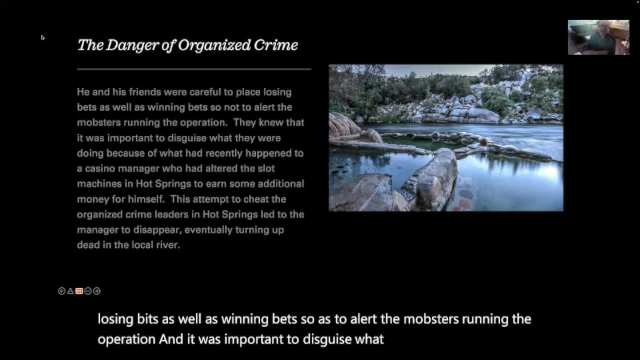 The Danger of Organized Crime
He and his friends were careful to place losing
bets as well as winning bets so not to alert the
mobsters running the operation.  They knew that
it was important to disguise what they were
doing because of what had recently happened to
a casino manager who had altered the slot
machines in Hot Springs to earn some additional
money for himself.  This attempt to cheat the
organized crime leaders in Hot Springs led to the
manager to disappear, eventually turning up
dead in the local river.
losing bits as well as winning bets so as to alert the mobsters running the
operation And it was important to disguise what